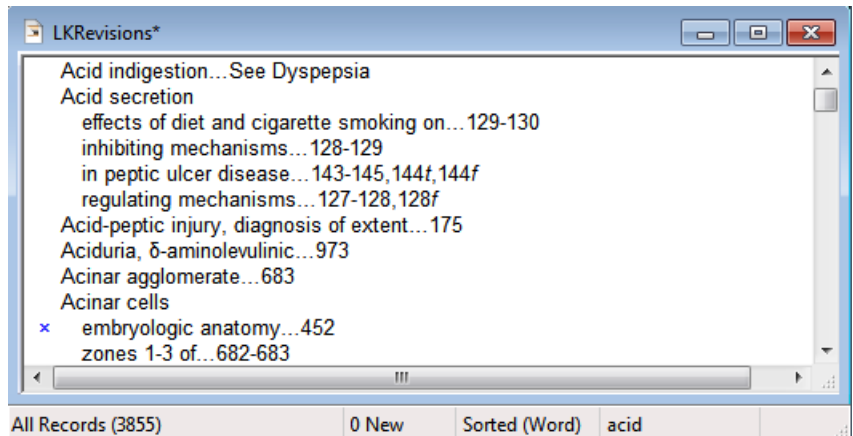 LKRevisions*
Acid indigestion...See Dyspepsia
Acid secretion
effects of diet and cigarette smoking on...129-130
inhibiting mechanisms...128-129
in peptic ulcer disease...143-145,144t,144f
regulating mechanisms...127-128,128f
Acid-peptic injury, diagnosis of extent...175
Aciduria, δ-aminolevulinic...973
Acinar agglomerate...683
Acinar cells
× embryologic anatomy...452
zones 1-3 of...682-683
All Records (3855) 0 New Sorted (Word) acid